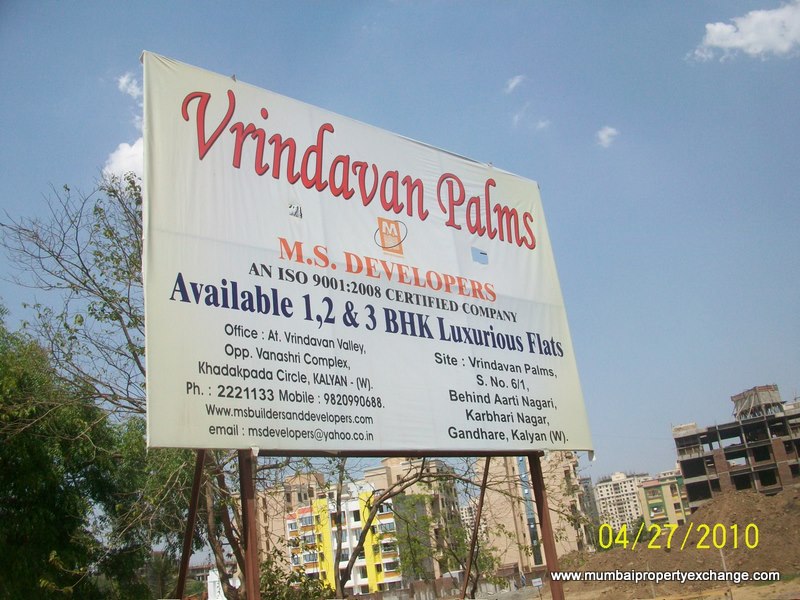 Vrindavan Palms
M
M.S. DEVELOPERS
AN ISO 9001:2008 CERTIFIED COMPANY
Available 1,2 & 3 BHK Luxurious Flats
Office : At. Vrindavan Valley,
Opp. Vanashri Complex,
Khadakpada Circle, KALYAN - (W).
Ph. : 2221133 Mobile : 9820990688.
Www.msbuildersanddevelopers.com
email : msdevelopers@yahoo.co.in
Site : Vrindavan Palms,
S. No. 6/1,
Behind Aarti Nagari,
Karbhari Nagar,
Gandhare, Kalyan (W).
04/27/2010
www.mumbaipropertyexchange.com